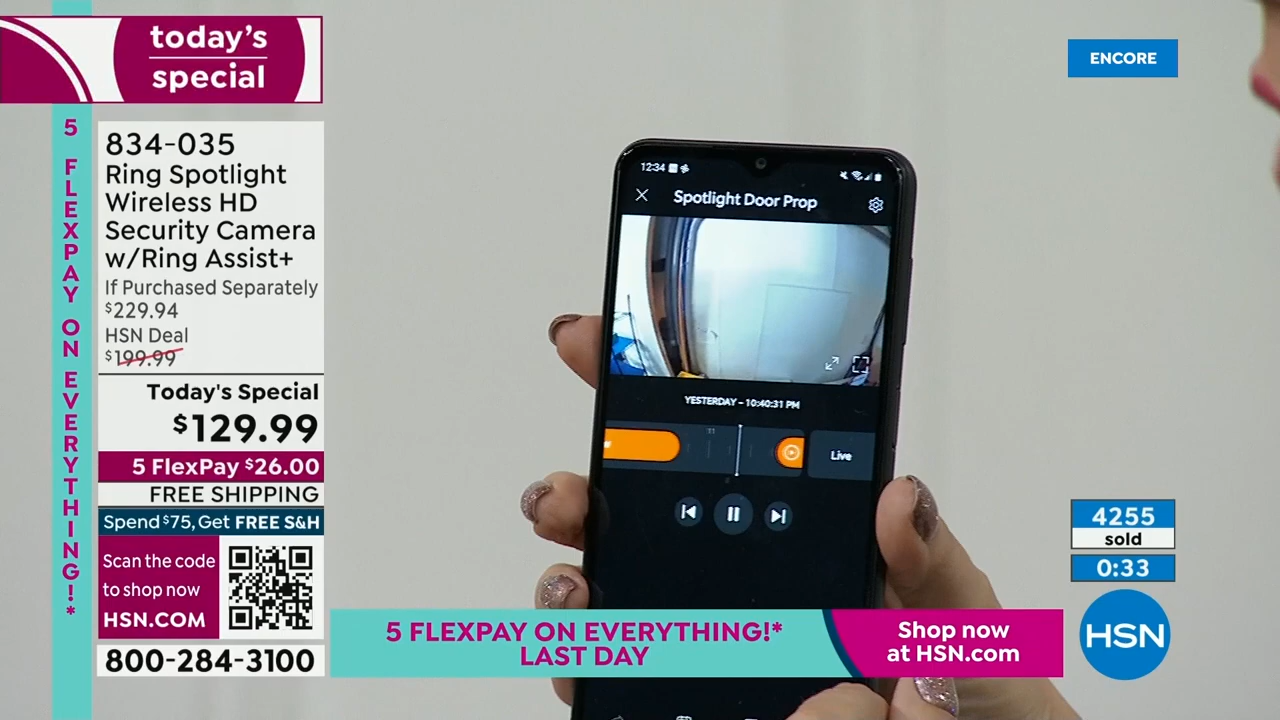 today's
special
5 FLEXPAY ON EVERYTHING!*
834-035
Ring Spotlight
Wireless HD
Security Camera
w/Ring Assist+
If Purchased Separately
$229.94
HSN Deal
$199.99
Today's Special
$129.99
5 FlexPay $26.00
FREE SHIPPING
Spend $75, Get FREE S&H
Scan the code
to shop now
HSN.COM
800-284-3100
ENCORE
12:34
Spotlight Door Prop
YESTERDAY - 10:40:31 PM
Live
4255
sold
0:33
5 FLEXPAY ON EVERYTHING!*
LAST DAY
Shop now
at HSN.com
HSN